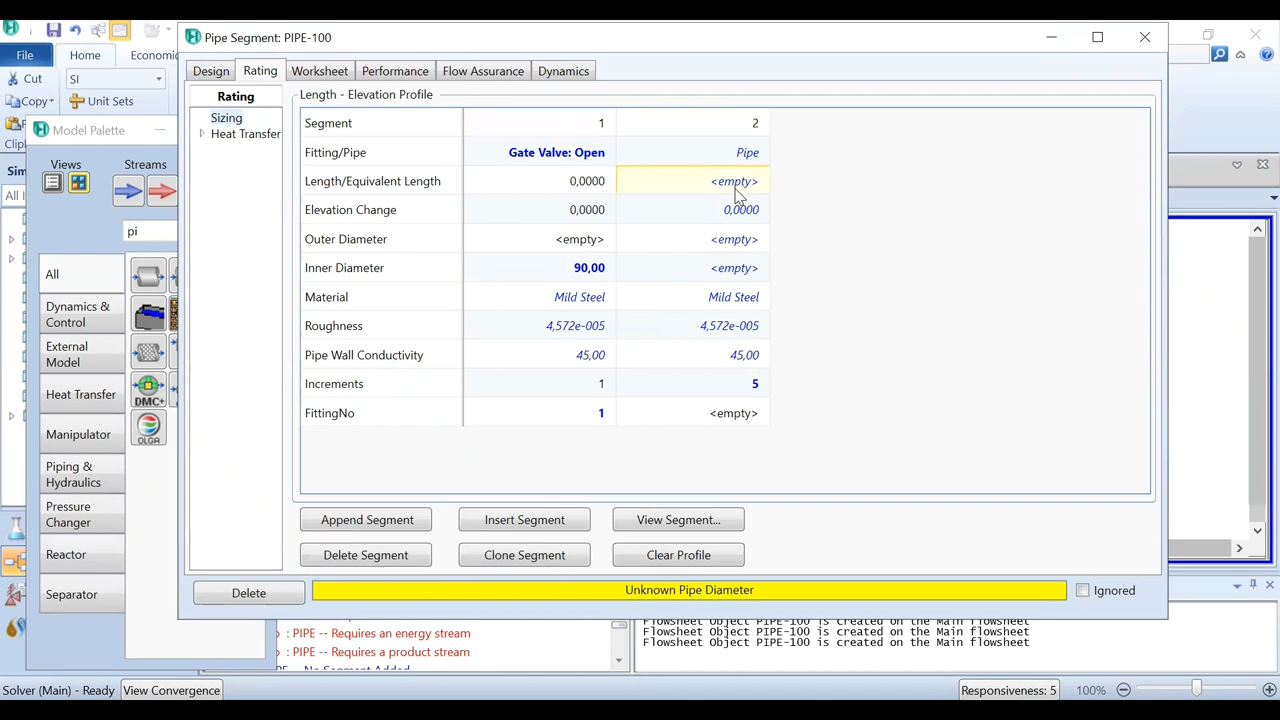 Pipe Segment: PIPE-100
File
Home
Economic
Cut
SI
Copy
Unit Sets
Clip
Model Palette
Sim
All I
Views
Streams
pi
All
Dynamics &
Control
External
Model
Heat Transfer
Manipulator
Piping &
Hydraulics
Pressure
Changer
Reactor
Separator
DMC+
OLGA
Design
Rating
Worksheet
Performance
Flow Assurance
Dynamics
Rating
Sizing
Heat Transfer
Length - Elevation Profile
Segment 1 2
Fitting/Pipe Gate Valve: Open Pipe
Length/Equivalent Length 0,0000 <empty>
Elevation Change 0,0000 0,0000
Outer Diameter <empty> <empty>
Inner Diameter 90,00 <empty>
Material Mild Steel Mild Steel
Roughness 4,572e-005 4,572e-005
Pipe Wall Conductivity 45,00 45,00
Increments 1 5
FittingNo 1 <empty>
Append Segment
Insert Segment
View Segment...
Delete Segment
Clone Segment
Clear Profile
Delete
Unknown Pipe Diameter
Ignored
: PIPE -- Requires an energy stream
: PIPE -- Requires a product stream
No Segment Added
Flowsheet Object PIPE-100 is created on the Main flowsheet
Flowsheet Object PIPE-100 is created on the Main flowsheet
Flowsheet Object PIPE-100 is created on the Main flowsheet
Solver (Main) - Ready
View Convergence
Responsiveness: 5
100%